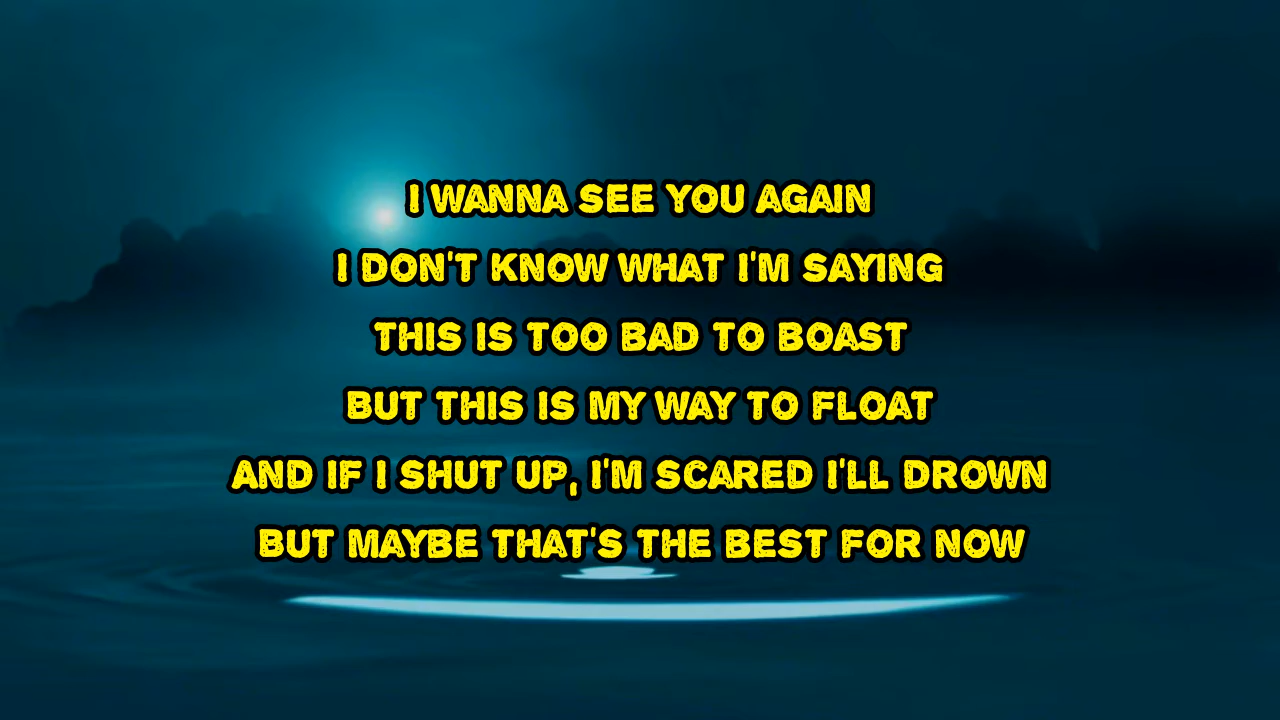 I WANNA SEE YOU AGAIN
I DON'T KNOW WHAT I'M SAYING
THIS IS TOO BAD TO BOAST
BUT THIS IS MY WAY TO FLOAT
AND IF I SHUT UP, I'M SCARED I'LL DROWN
BUT MAYBE THAT'S THE BEST FOR NOW